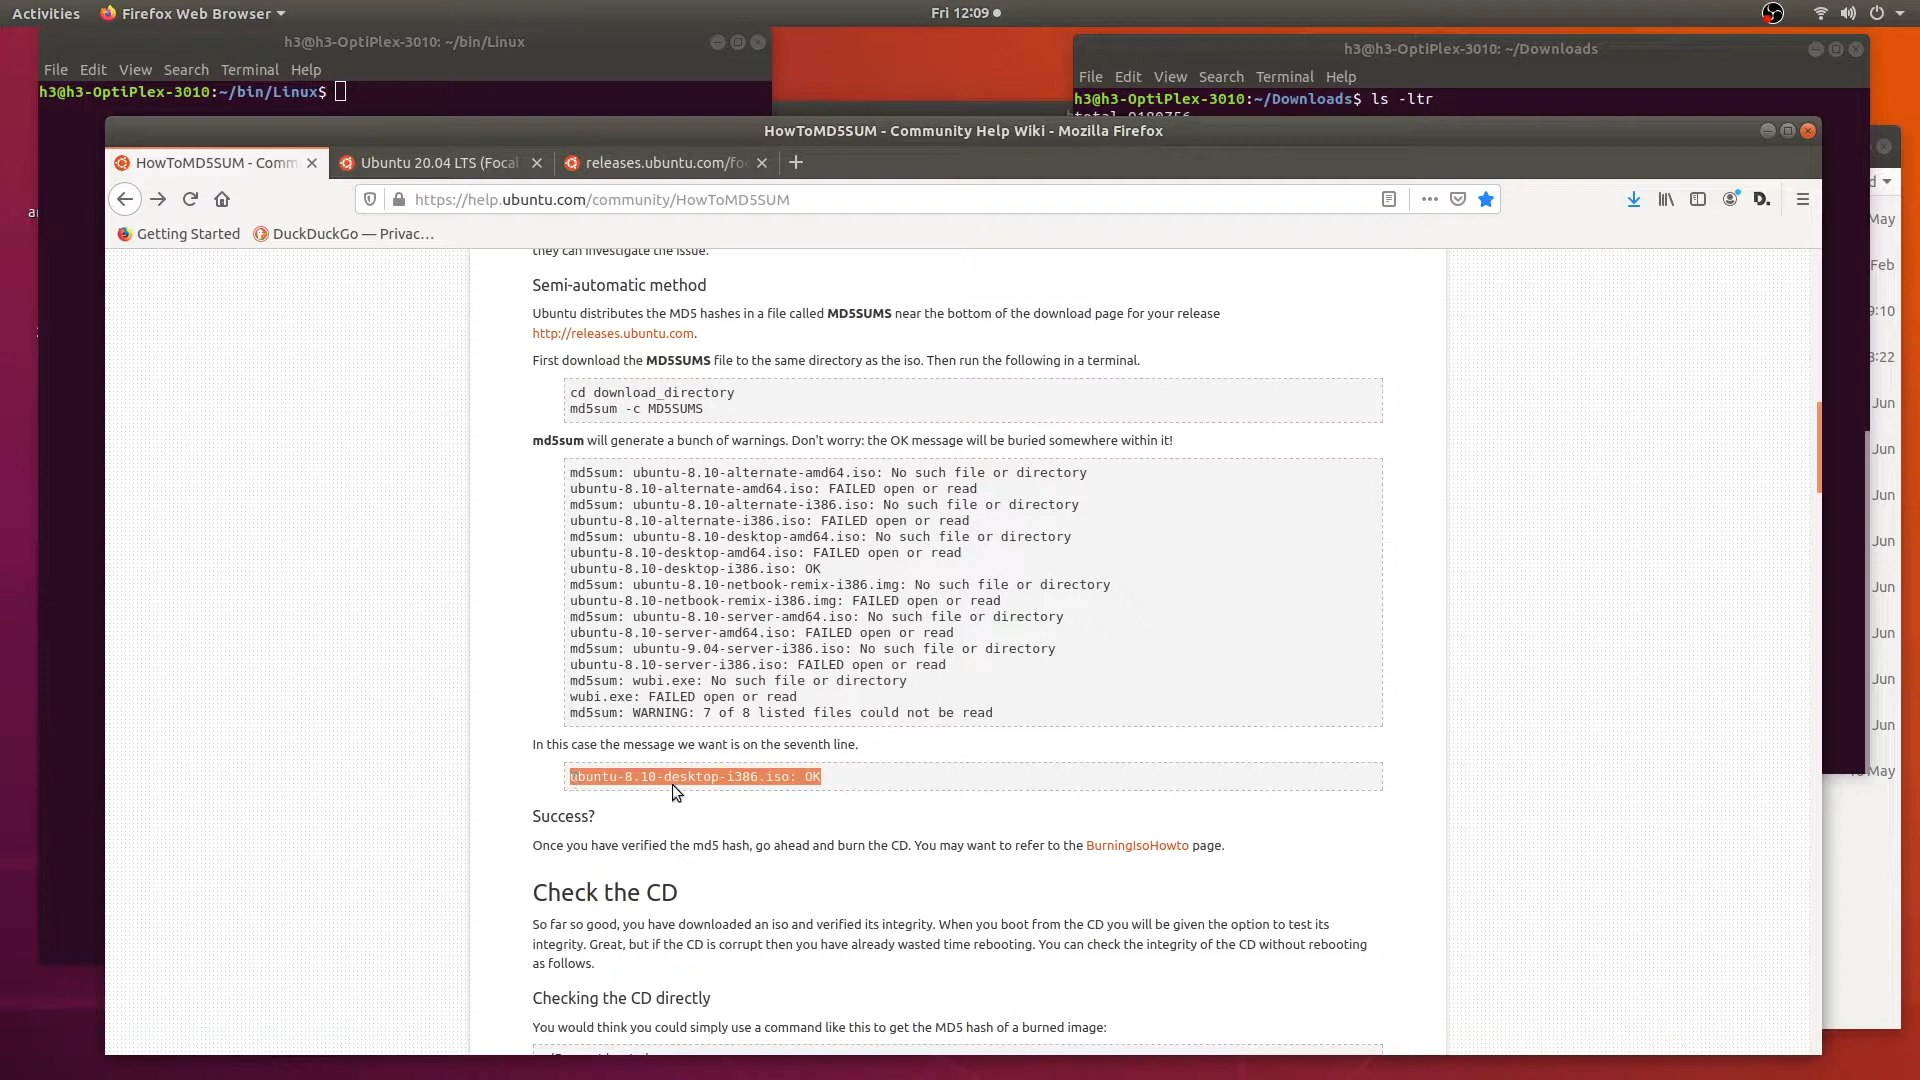 Activities
Firefox Web Browser
Fri 12:09
h3@h3-OptiPlex-3010: ~/bin/Linux
File Edit View Search Terminal Help
h3@h3-OptiPlex-3010:~/bin/Linux$
h3@h3-OptiPlex-3010: ~/Downloads
File Edit View Search Terminal Help
h3@h3-OptiPlex-3010:~/Downloads$ ls -ltr
HowToMD5SUM - Community Help Wiki - Mozilla Firefox
HowToMD5SUM - Comm
Ubuntu 20.04 LTS (Focal
releases.ubuntu.com/fo
https://help.ubuntu.com/community/HowToMD5SUM
D.
Getting Started
DuckDuckGo — Privac…
they can investigate the issue.
Semi-automatic method
Ubuntu distributes the MD5 hashes in a file called MD5SUMS near the bottom of the download page for your release
http://releases.ubuntu.com.
First download the MD5SUMS file to the same directory as the iso. Then run the following in a terminal.
cd download_directory
md5sum -c MD5SUMS
md5sum will generate a bunch of warnings. Don't worry: the OK message will be buried somewhere within it!
md5sum: ubuntu-8.10-alternate-amd64.iso: No such file or directory
ubuntu-8.10-alternate-amd64.iso: FAILED open or read
md5sum: ubuntu-8.10-alternate-i386.iso: No such file or directory
ubuntu-8.10-alternate-i386.iso: FAILED open or read
md5sum: ubuntu-8.10-desktop-amd64.iso: No such file or directory
ubuntu-8.10-desktop-amd64.iso: FAILED open or read
ubuntu-8.10-desktop-i386.iso: OK
md5sum: ubuntu-8.10-netbook-remix-i386.img: No such file or directory
ubuntu-8.10-netbook-remix-i386.img: FAILED open or read
md5sum: ubuntu-8.10-server-amd64.iso: No such file or directory
ubuntu-8.10-server-amd64.iso: FAILED open or read
md5sum: ubuntu-9.04-server-i386.iso: No such file or directory
ubuntu-8.10-server-i386.iso: FAILED open or read
md5sum: wubi.exe: No such file or directory
wubi.exe: FAILED open or read
md5sum: WARNING: 7 of 8 listed files could not be read
In this case the message we want is on the seventh line.
ubuntu-8.10-desktop-i386.iso: OK
Success?
Once you have verified the md5 hash, go ahead and burn the CD. You may want to refer to the BurningIsoHowto page.
Check the CD
So far so good, you have downloaded an iso and verified its integrity. When you boot from the CD you will be given the option to test its
integrity. Great, but if the CD is corrupt then you have already wasted time rebooting. You can check the integrity of the CD without rebooting
as follows.
Checking the CD directly
You would think you could simply use a command like this to get the MD5 hash of a burned image:
May
Feb
9:10
8:22
Jun
Jun
Jun
Jun
Jun
Jun
Jun
Jun
May